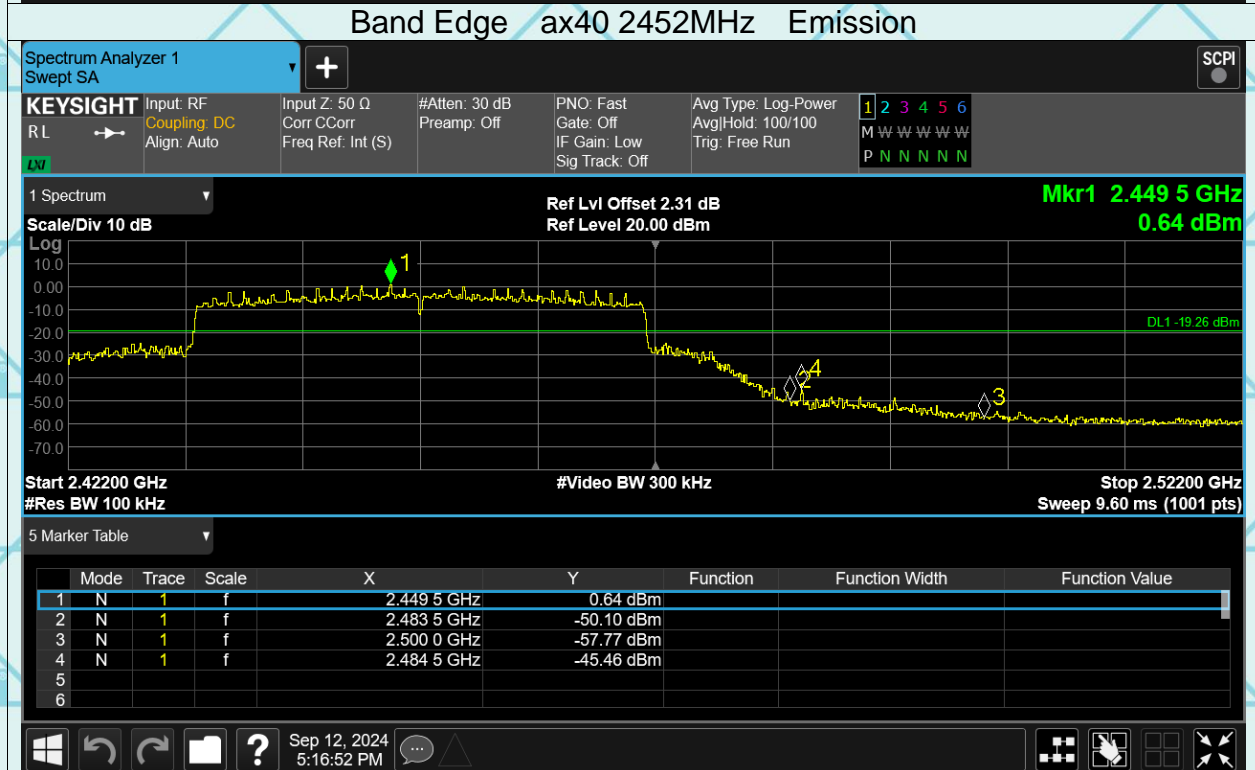 Band Edge ax40 2452MHz Emission
Spectrum Analyzer 1
Swept SA
+
SCPI
KEYSIGHT Input: RF Input Z: 50 Ω #Atten: 30 dB PNO: Fast Avg Type: Log-Power 1 2 3 4 5 6
R L Coupling: DC Corr CCorr Preamp: Off Gate: Off Avg|Hold: 100/100 M W W W W W W
Align: Auto Freq Ref: Int (S) IF Gain: Low Trig: Free Run P N N N N N
LXI Sig Track: Off
1 Spectrum
Scale/Div 10 dB
Ref Lvl Offset 2.31 dB
Ref Level 20.00 dBm
Mkr1 2.449 5 GHz
0.64 dBm
Log
10.0
0.00
-10.0
-20.0
-30.0
-40.0
-50.0
-60.0
-70.0
1
DL1 -19.26 dBm
4
2
3
Start 2.42200 GHz #Video BW 300 kHz Stop 2.52200 GHz
#Res BW 100 kHz Sweep 9.60 ms (1001 pts)
5 Marker Table
Mode Trace Scale X Y Function Function Width Function Value
1 N 1 f 2.449 5 GHz 0.64 dBm
2 N 1 f 2.483 5 GHz -50.10 dBm
3 N 1 f 2.500 0 GHz -57.77 dBm
4 N 1 f 2.484 5 GHz -45.46 dBm
5
6
?
Sep 12, 2024
5:16:52 PM